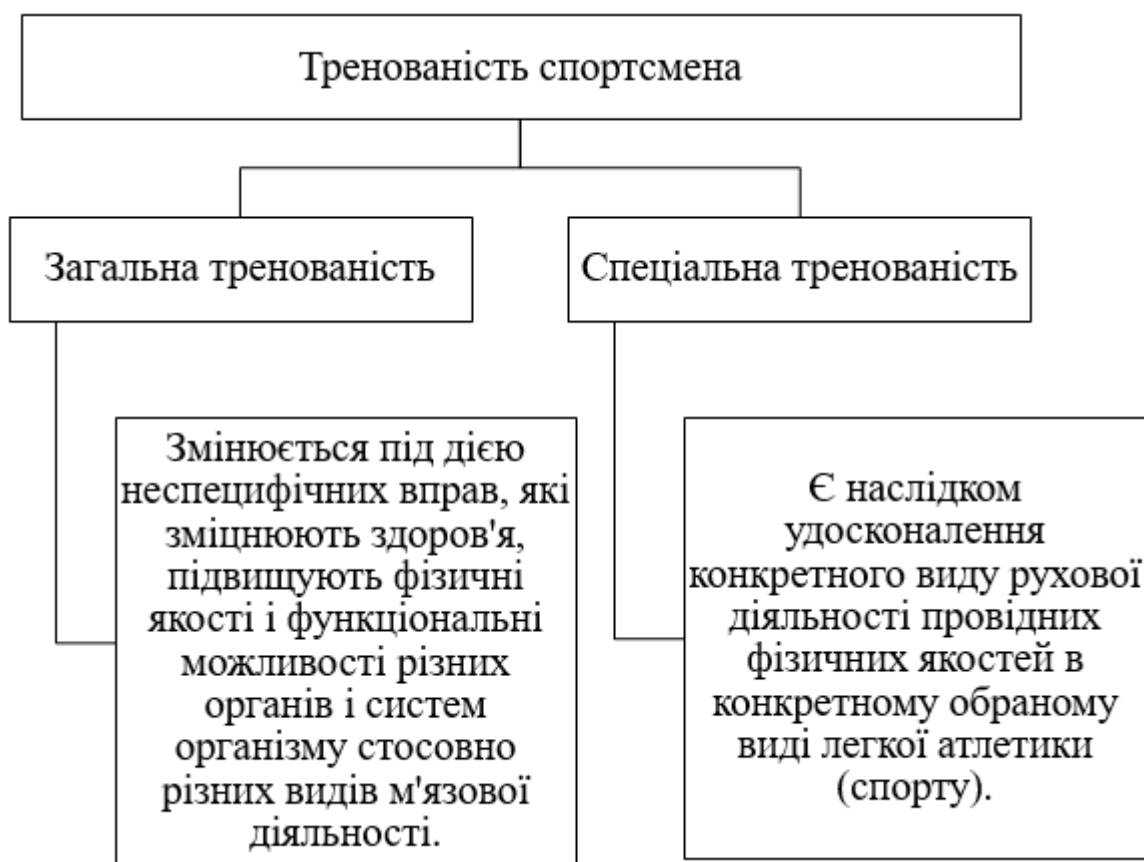 Тренованість спортсмена
Загальна тренованість
Спеціальна тренованість
Змінюється під дією
неспецифічних вправ, які
зміцнюють здоров'я,
підвищують фізичні
якості і функціональні
можливості різних
органів і систем
організму стосовно
різних видів м'язової
діяльності.
Є наслідком
удосконалення
конкретного виду рухової
діяльності провідних
фізичних якостей в
конкретному обраному
виді легкої атлетики
(спорту).